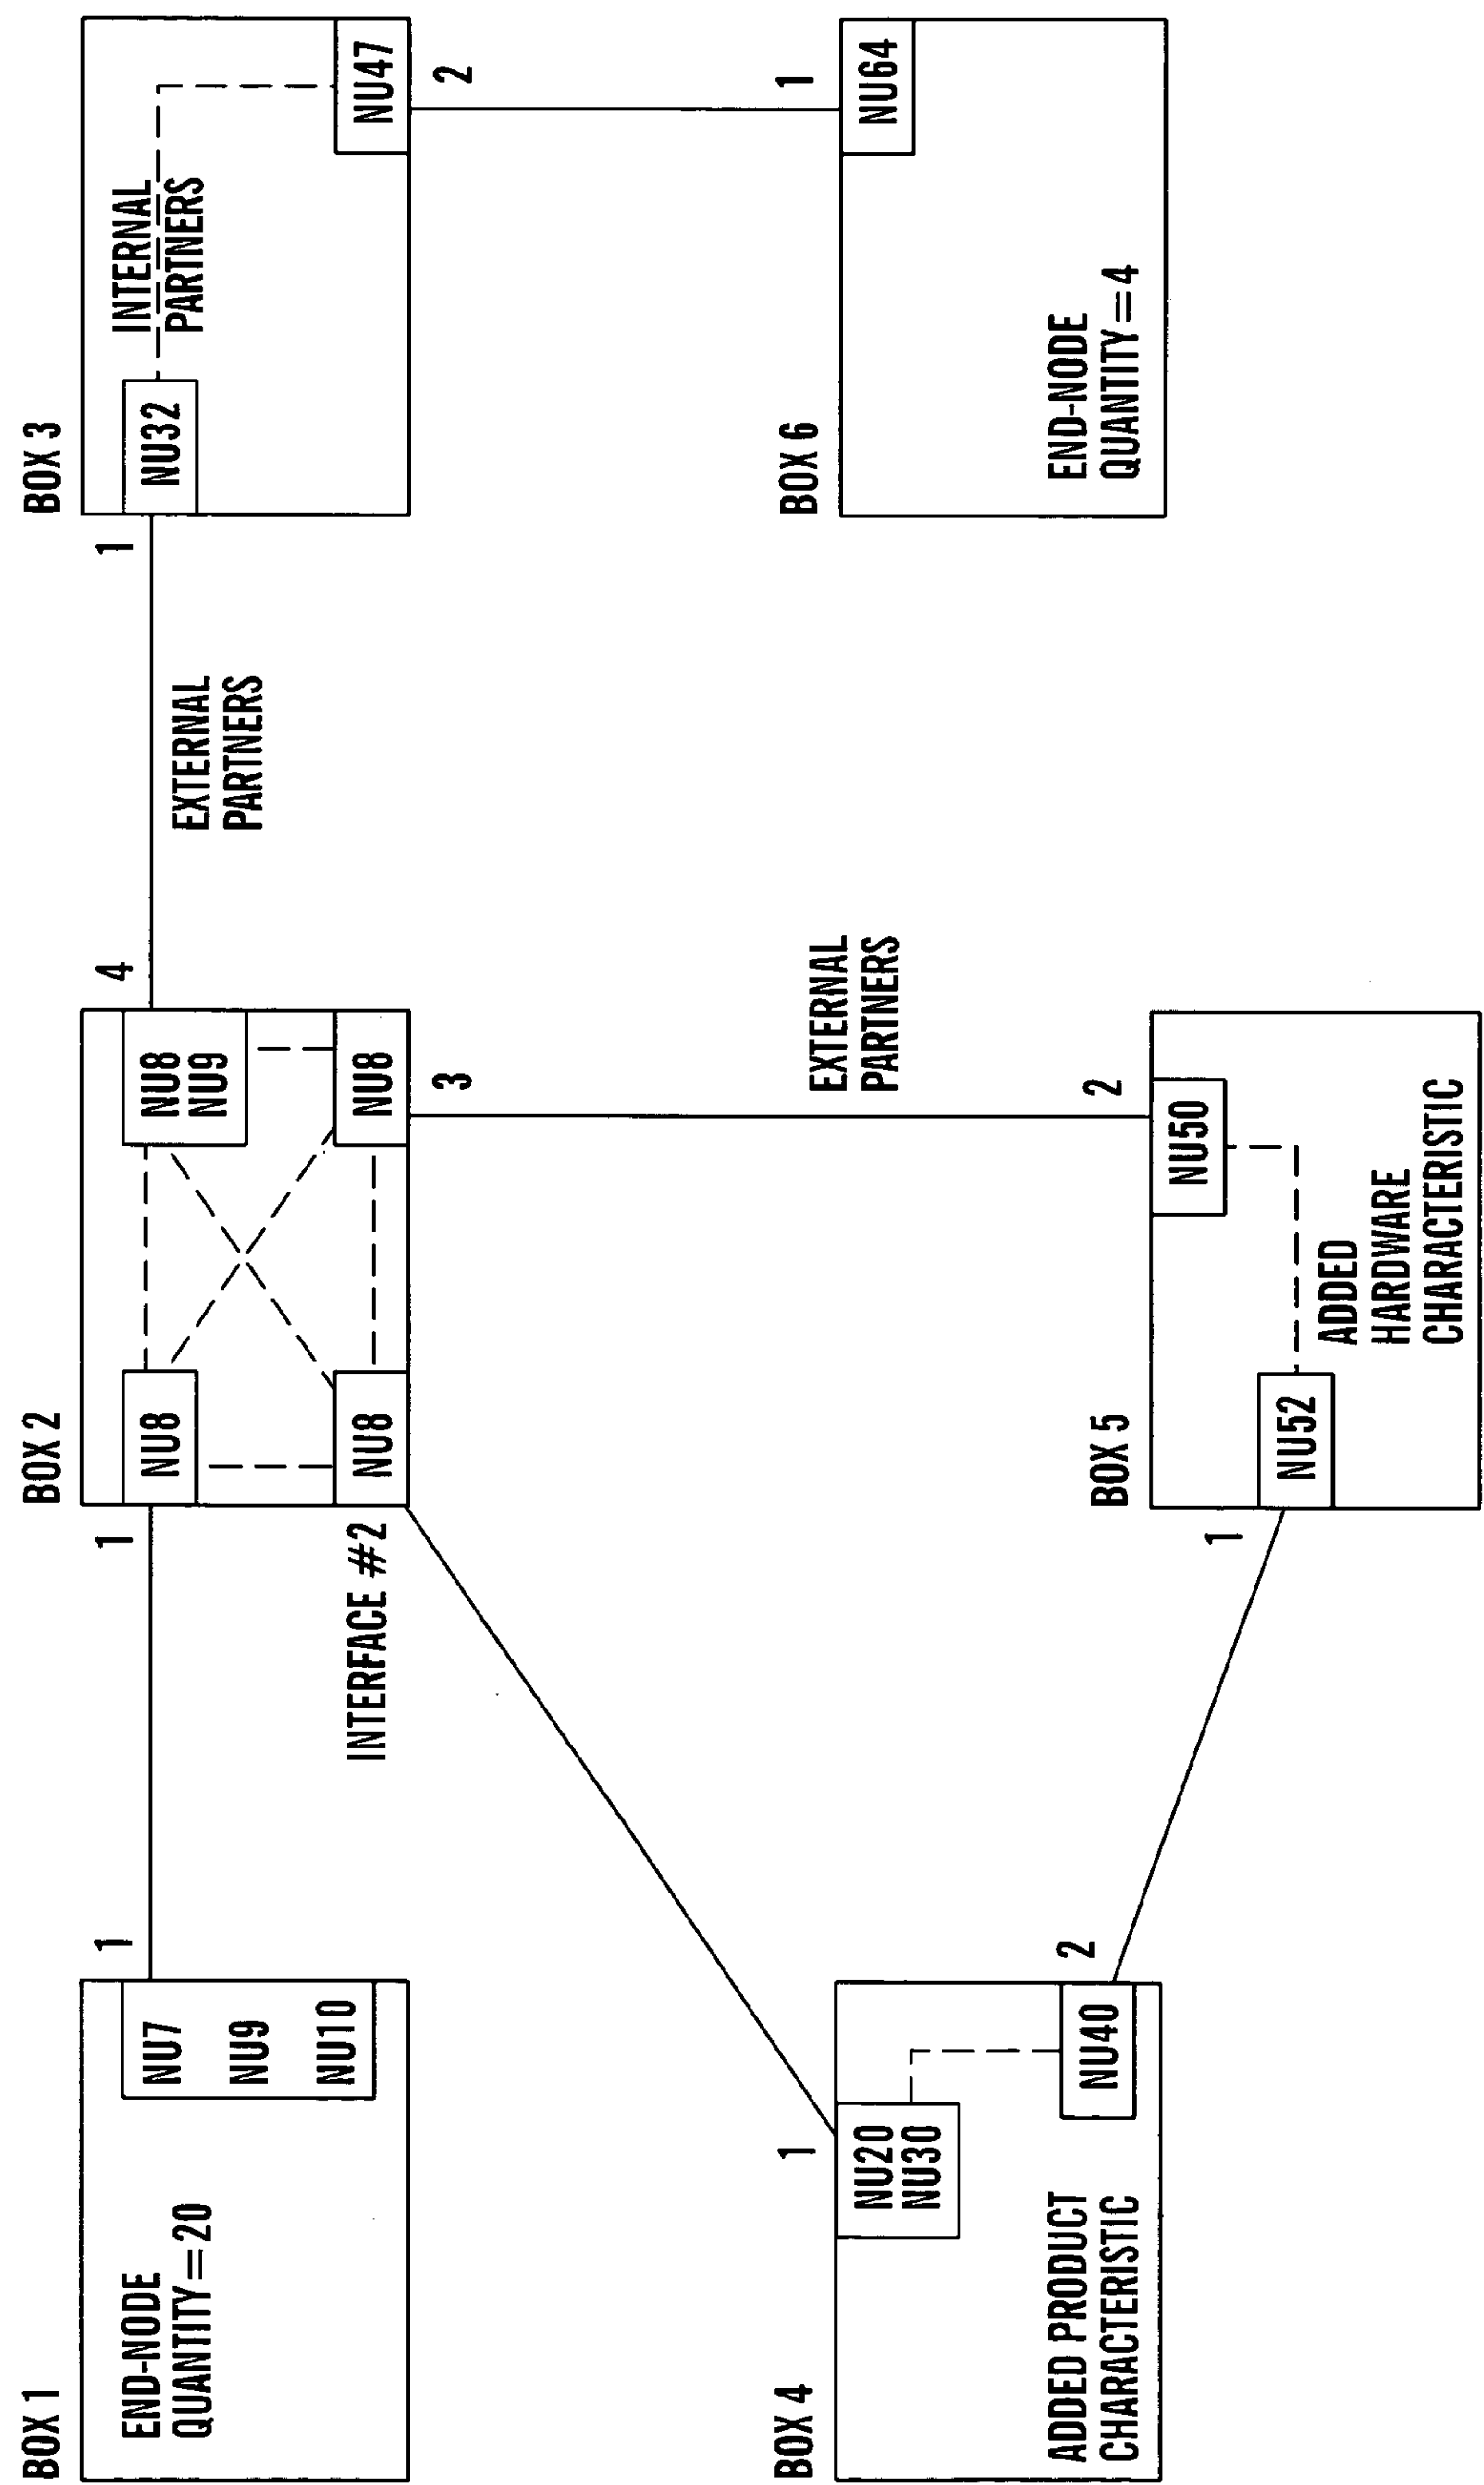 BOX 1
END-NODE
QUANTITY=20
NU7
NU9
NU10
1
BOX 2
1
NU8
NU8
NU9
4
NU8
INTERFACE #2
NU8
3
EXTERNAL
PARTNERS
BOX 3
1
NU32
INTERNAL
PARTNERS
NU47
2
BOX 4
1
NU20
NU30
NU40
2
ADDED PRODUCT
CHARACTERISTIC
EXTERNAL
PARTNERS
BOX 5
2
NU50
1
NU52
ADDED
HARDWARE
CHARACTERISTIC
BOX 6
1
NU64
END-NODE
QUANTITY=4